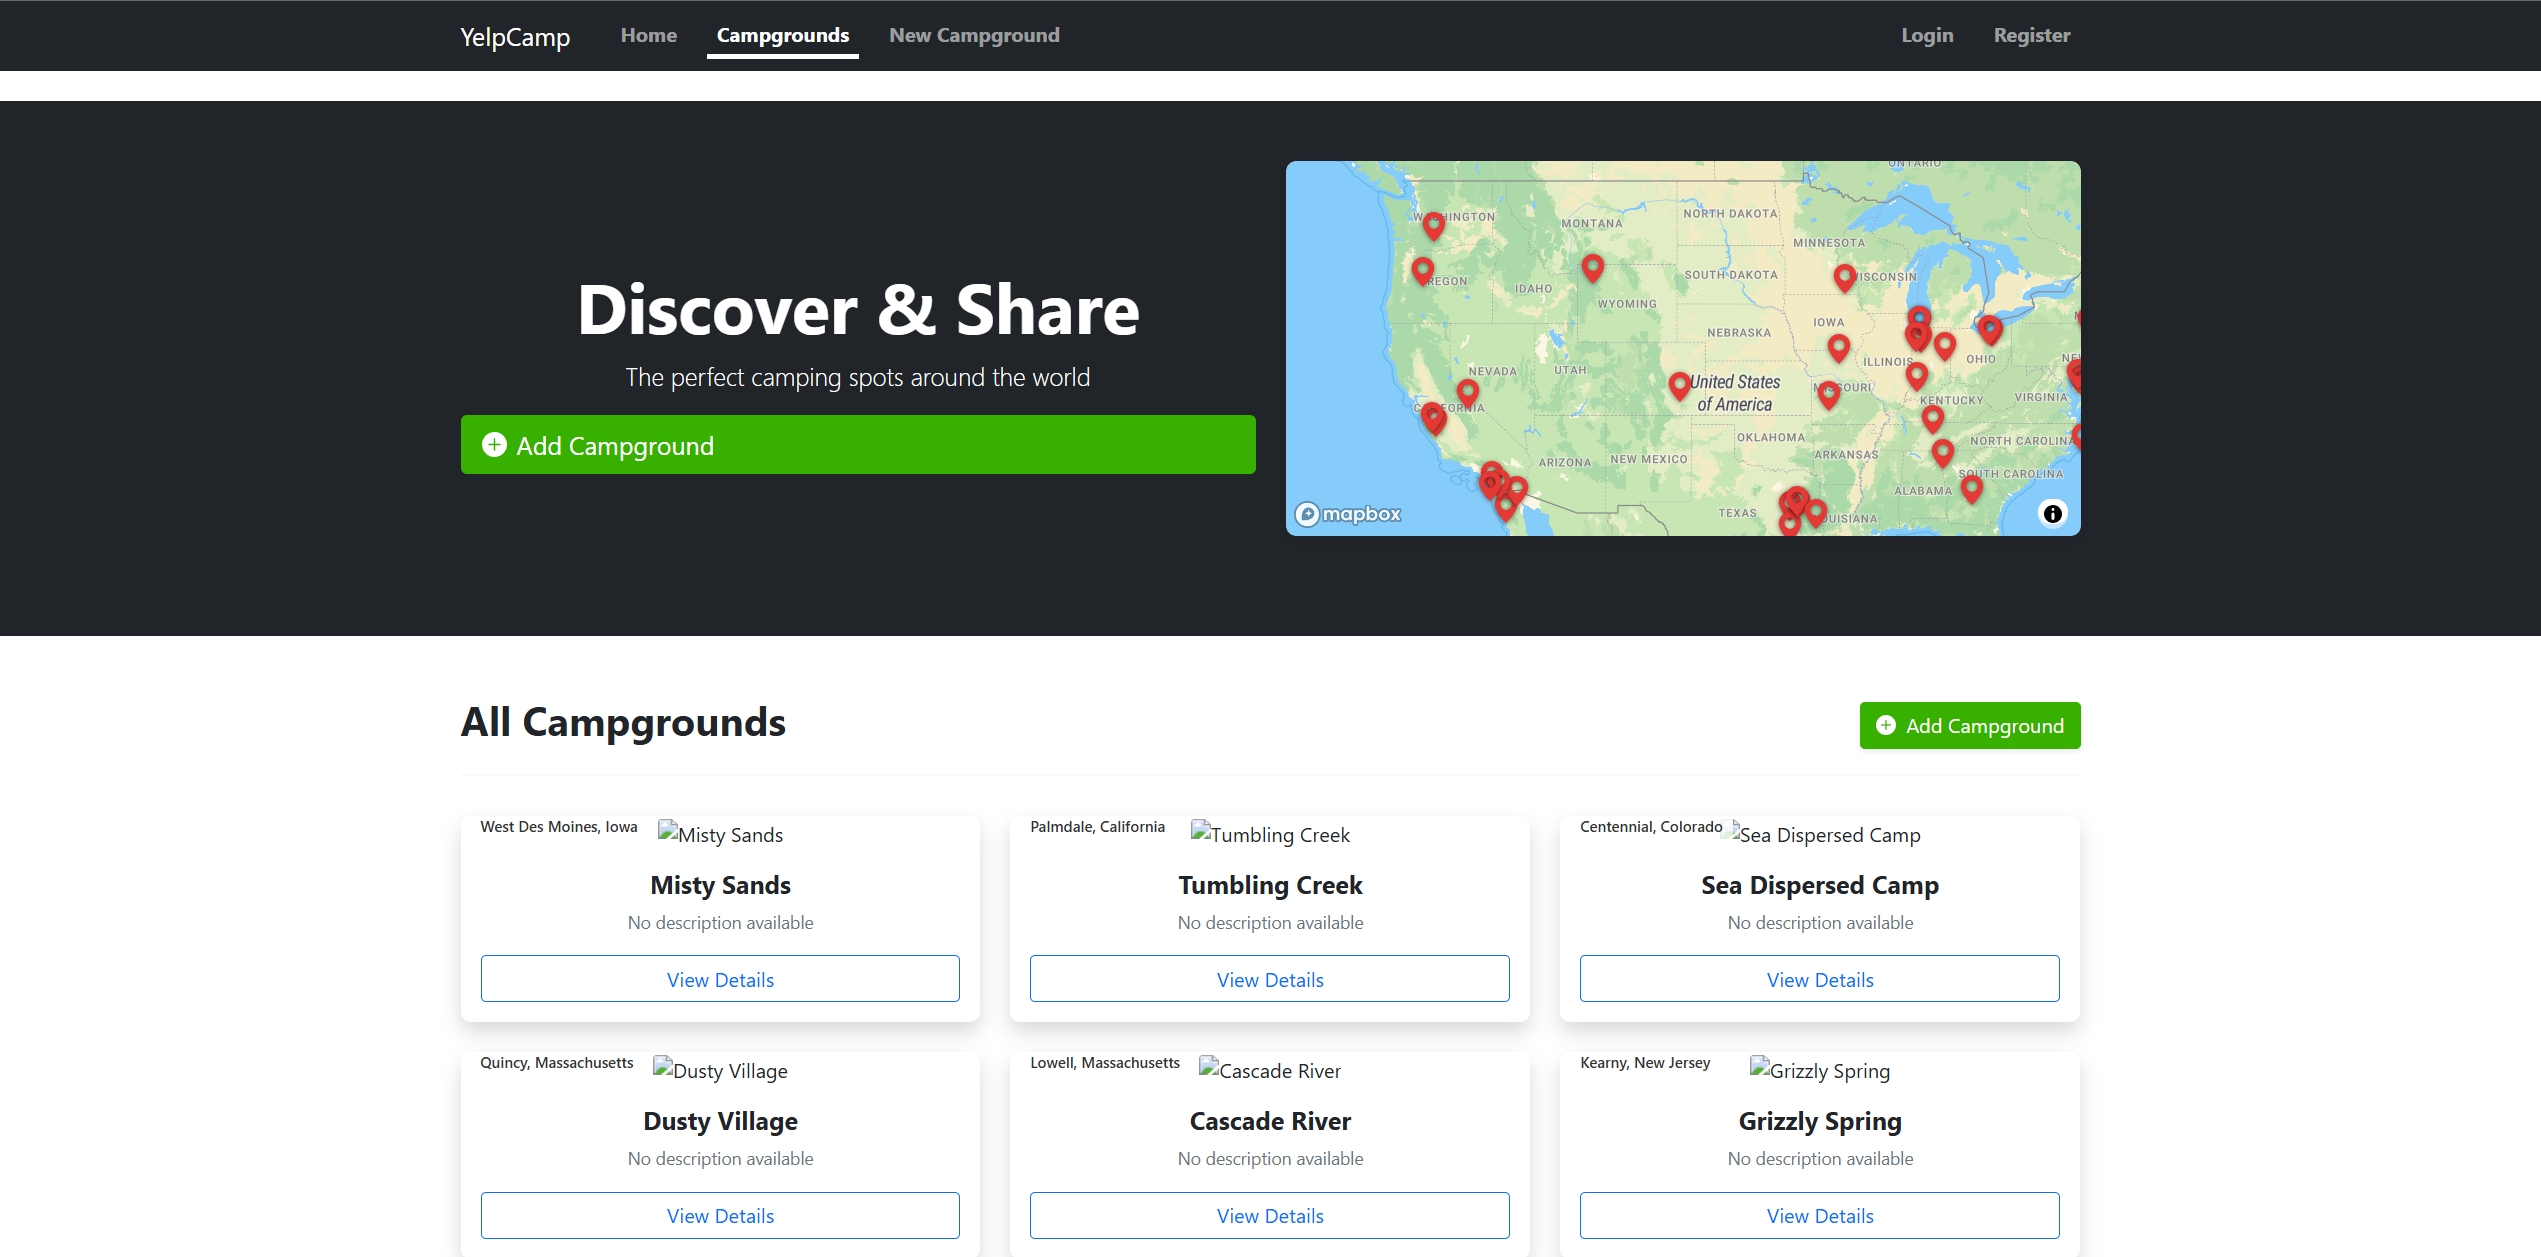 YelpCamp Home Campgrounds New Campground Login Register
Discover & Share
The perfect camping spots around the world
Add Campground
ONTARIO
WASHINGTON
MONTANA
NORTH DAKOTA
MINNESOTA
OREGON
IDAHO
SOUTH DAKOTA
WISCONSIN
WYOMING
NEBRASKA
IOWA
NEVADA
UTAH
ILLINOIS
OHIO
United States
of America
CALIFORNIA
MISSOURI
KENTUCKY
VIRGINIA
OKLAHOMA
NORTH CAROLINA
ARIZONA
NEW MEXICO
ARKANSAS
SOUTH CAROLINA
ALABAMA
TEXAS
LOUISIANA
mapbox
All Campgrounds
Add Campground
West Des Moines, Iowa Misty Sands
Misty Sands
No description available
View Details
Palmdale, California Tumbling Creek
Tumbling Creek
No description available
View Details
Centennial, Colorado Sea Dispersed Camp
Sea Dispersed Camp
No description available
View Details
Quincy, Massachusetts Dusty Village
Dusty Village
No description available
View Details
Lowell, Massachusetts Cascade River
Cascade River
No description available
View Details
Kearny, New Jersey Grizzly Spring
Grizzly Spring
No description available
View Details